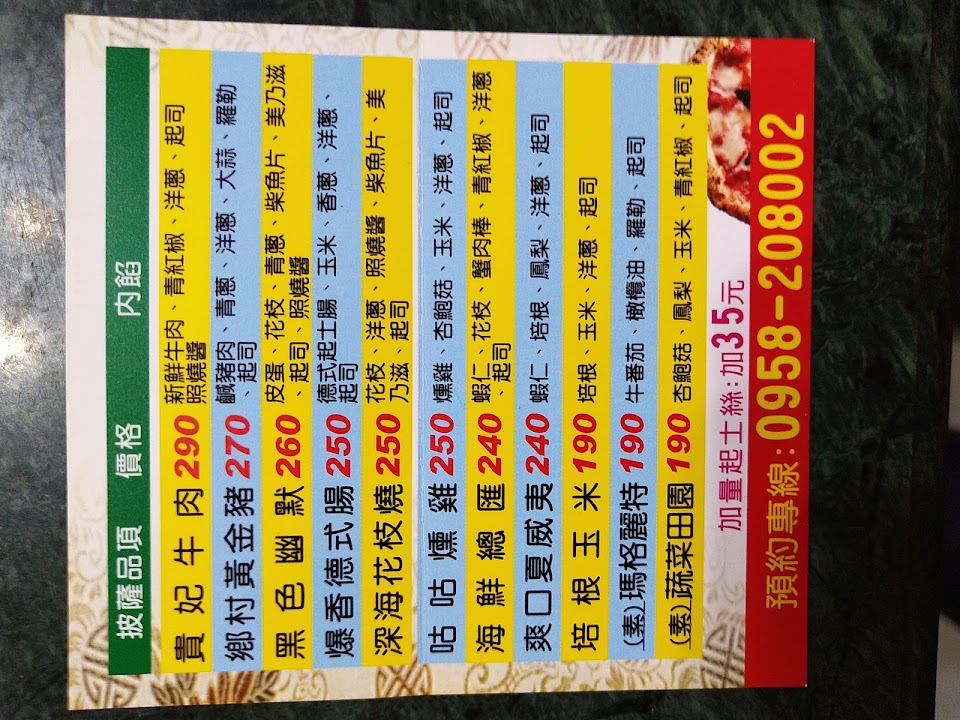 披薩品項 價格 內餡
貴妃牛肉 290 新鮮牛肉、青紅椒、洋蔥、起司
照燒醬
鄉村黃金豬 270 鹹豬肉、青蔥、洋蔥、大蒜、羅勒
、起司
黑色幽默 260 皮蛋、花枝、青蔥、柴魚片、美乃滋
、起司、照燒醬
爆香德式腸 250 德式起士腸、玉米、香蔥、洋蔥、
起司
深海花枝燒 250 花枝、洋蔥、照燒醬、柴魚片、美
乃滋、起司
咕咕燻雞 250 燻雞、杏鮑菇、玉米、洋蔥、起司
海鮮總匯 240 蝦仁、花枝、蟹肉棒、青紅椒、洋蔥
、起司
爽口夏威夷 240 蝦仁、培根、鳳梨、洋蔥、起司
培根玉米 190 培根、玉米、洋蔥、起司
(素)瑪格麗特 190 牛番茄、橄欖油、羅勒、起司
(素)蔬菜田園 190 杏鮑菇、鳳梨、玉米、青紅椒、起司
加量起士絲:加35元
預約專線:0958-208002